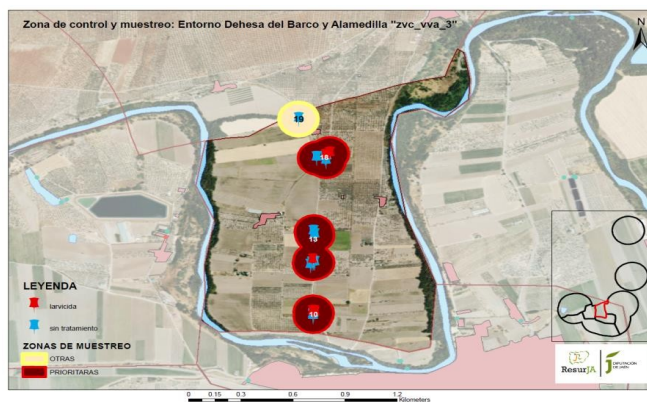 Zona de control y muestreo: Entorno Dehesa del Barco y Alamedilla "zvc_vva_3"
N
19
18
13
10
LEYENDA
larvicida
sin tratamiento
ZONAS DE MUESTREO
OTRAS
PRIORITARAS
ResurJA
DIPUTACIÓN
DE JAÉN
0 0.15 0.3 0.6 0.9 1.2
Kilometers